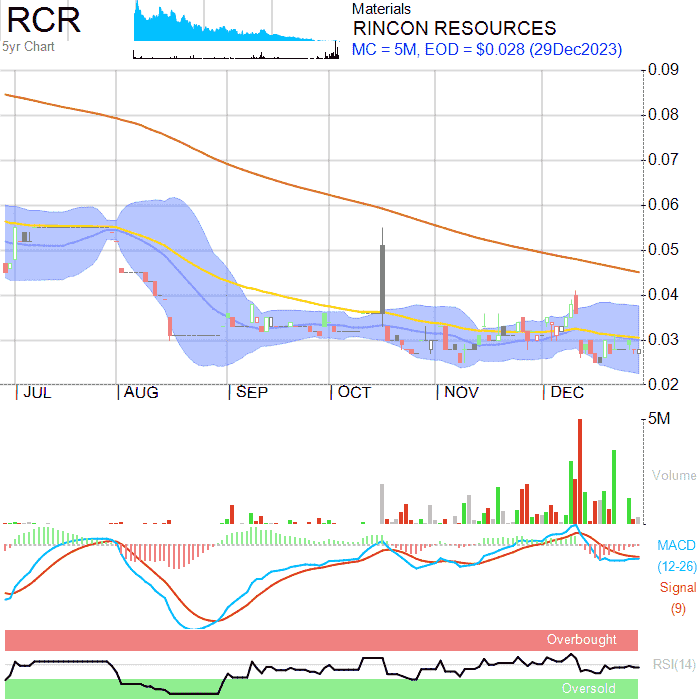 RCR
5yr Chart
Materials
RINCON RESOURCES
MC = 5M, EOD = $0.028 (29Dec2023)
0.09
0.08
0.07
0.06
0.05
0.04
0.03
0.02
JUL AUG SEP OCT NOV DEC
5M
Volume
MACD
(12-26)
Signal
(9)
Overbought
RSI(14)
Oversold